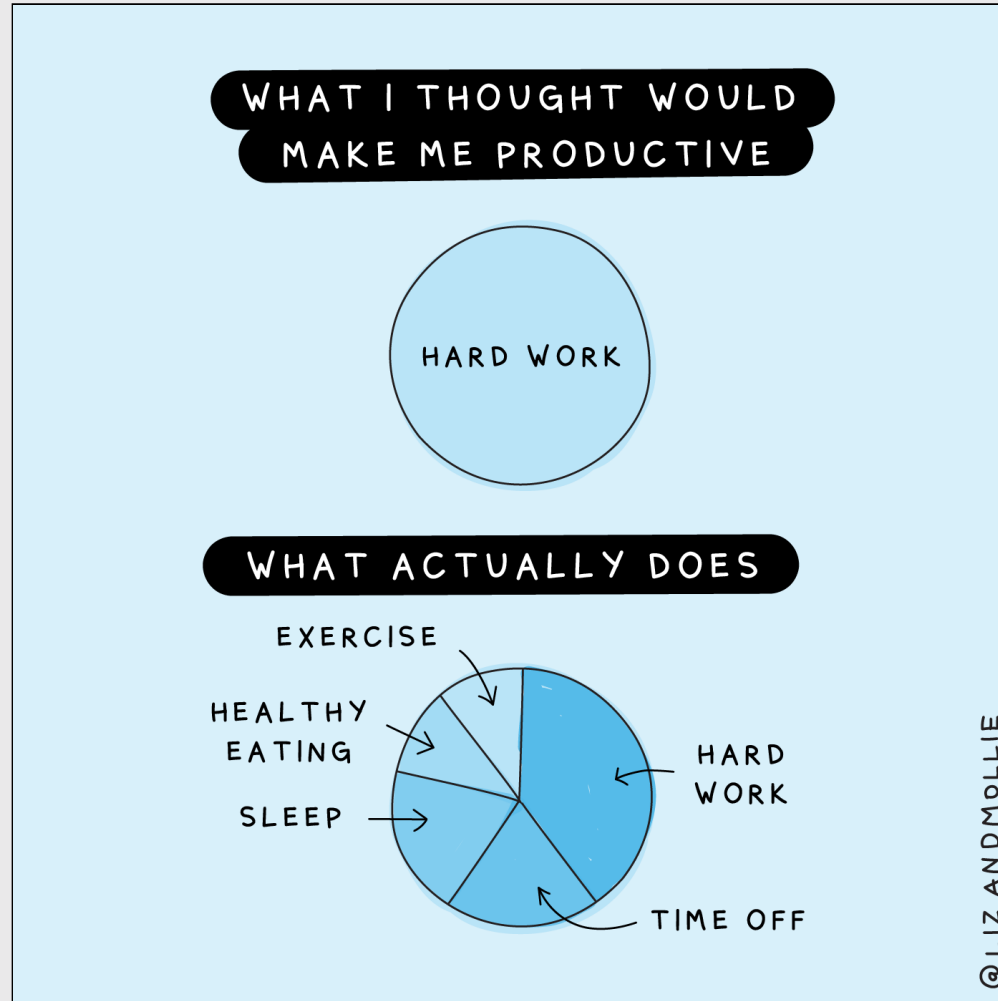 WHAT I THOUGHT WOULD
MAKE ME PRODUCTIVE
HARD WORK
WHAT ACTUALLY DOES
EXERCISE
HEALTHY
EATING
SLEEP
HARD
WORK
TIME OFF
@LIZANDMOLLIE